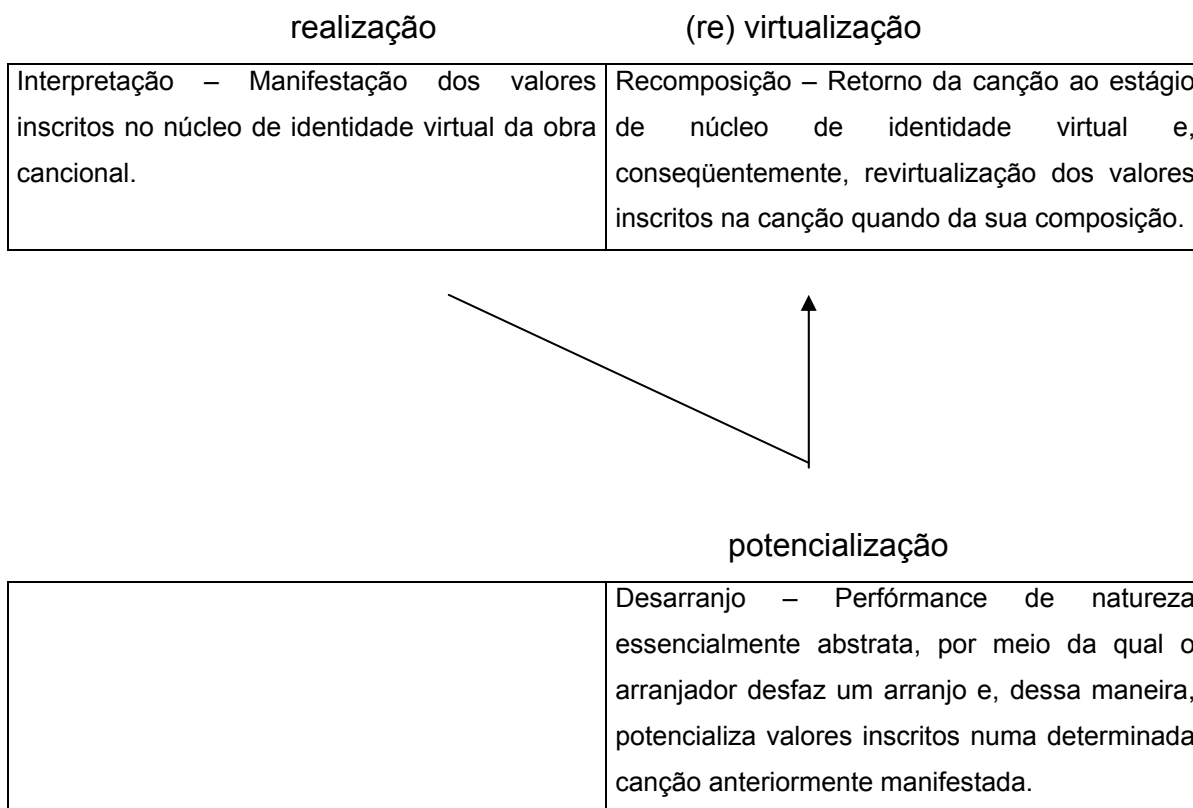 realização
(re) virtualização
Interpretação – Manifestação dos valores
inscritos no núcleo de identidade virtual da obra
cancional.
Recomposição – Retorno da canção ao estágio
de núcleo de identidade virtual e,
conseqüentemente, revirtualização dos valores
inscritos na canção quando da sua composição.
potencialização
Desarranjo – Perfórmance de natureza
essencialmente abstrata, por meio da qual o
arranjador desfaz um arranjo e, dessa maneira,
potencializa valores inscritos numa determinada
canção anteriormente manifestada.